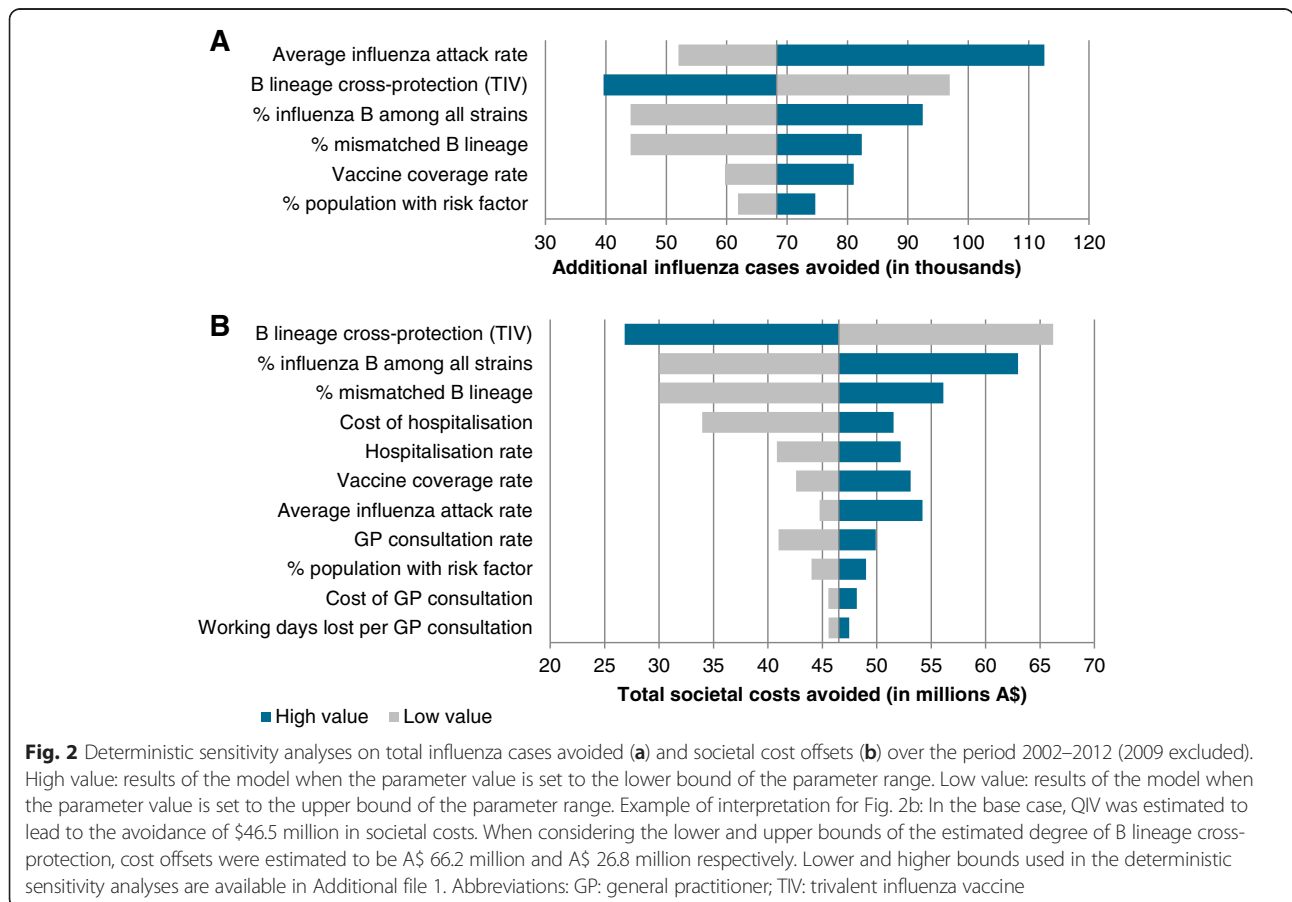 A
Average influenza attack rate
B lineage cross-protection (TIV)
% influenza B among all strains
% mismatched B lineage
Vaccine coverage rate
% population with risk factor
30 40 50 60 70 80 90 100 110 120
Additional influenza cases avoided (in thousands)
B
B lineage cross-protection (TIV)
% influenza B among all strains
% mismatched B lineage
Cost of hospitalisation
Hospitalisation rate
Vaccine coverage rate
Average influenza attack rate
GP consultation rate
% population with risk factor
Cost of GP consultation
Working days lost per GP consultation
20 25 30 35 40 45 50 55 60 65 70
Total societal costs avoided (in millions A$)
High value Low value
Fig. 2 Deterministic sensitivity analyses on total influenza cases avoided (a) and societal cost offsets (b) over the period 2002–2012 (2009 excluded).
High value: results of the model when the parameter value is set to the lower bound of the parameter range. Low value: results of the model when
the parameter value is set to the upper bound of the parameter range. Example of interpretation for Fig. 2b: In the base case, QIV was estimated to
lead to the avoidance of $46.5 million in societal costs. When considering the lower and upper bounds of the estimated degree of B lineage cross-
protection, cost offsets were estimated to be A$ 66.2 million and A$ 26.8 million respectively. Lower and higher bounds used in the deterministic
sensitivity analyses are available in Additional file 1. Abbreviations: GP: general practitioner; TIV: trivalent influenza vaccine